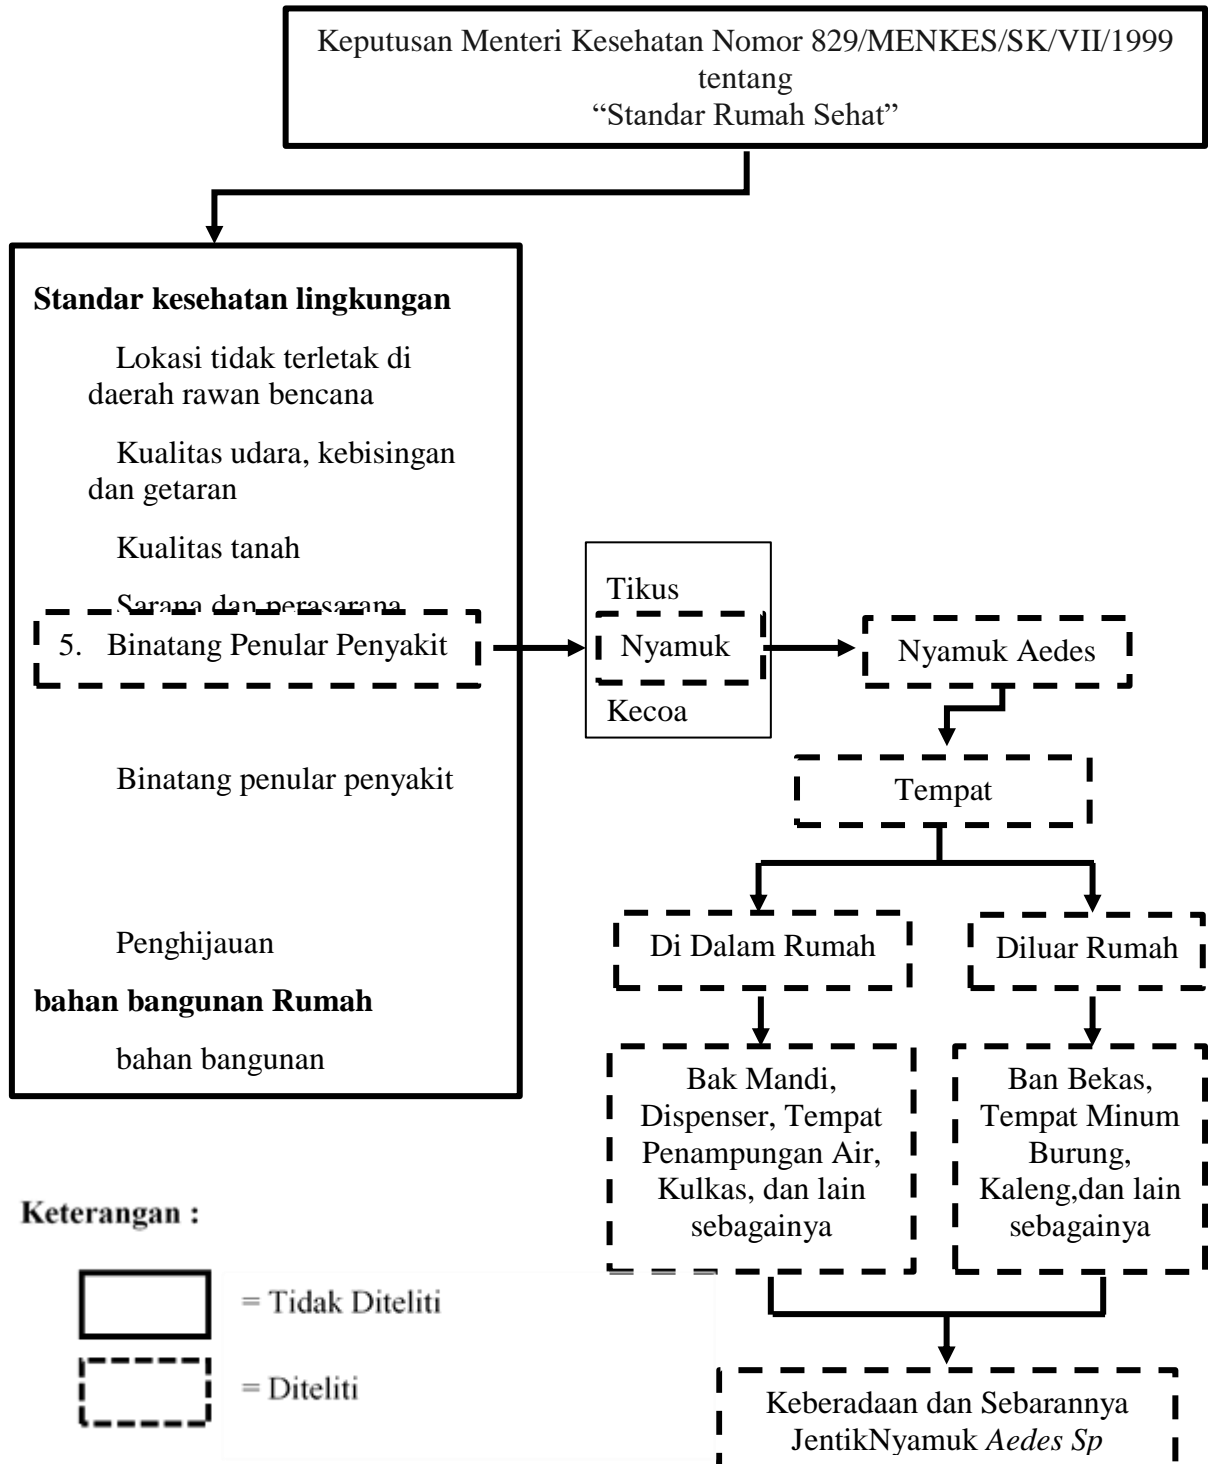 Keputusan Menteri Kesehatan Nomor 829/MENKES/SK/VII/1999
tentang
“Standar Rumah Sehat”
Standar kesehatan lingkungan
Lokasi tidak terletak di
daerah rawan bencana
Kualitas udara, kebisingan
dan getaran
Kualitas tanah
Sarana dan perasarana
5. Binatang Penular Penyakit
Binatang penular penyakit
Penghijauan
bahan bangunan Rumah
bahan bangunan
Tikus
Nyamuk
Kecoa
Nyamuk Aedes
Tempat
Di Dalam Rumah
Diluar Rumah
Bak Mandi,
Dispenser, Tempat
Penampungan Air,
Kulkas, dan lain
sebagainya
Ban Bekas,
Tempat Minum
Burung,
Kaleng,dan lain
sebagainya
Keberadaan dan Sebarannya
JentikNyamuk Aedes Sp
Keterangan :
= Tidak Diteliti
= Diteliti